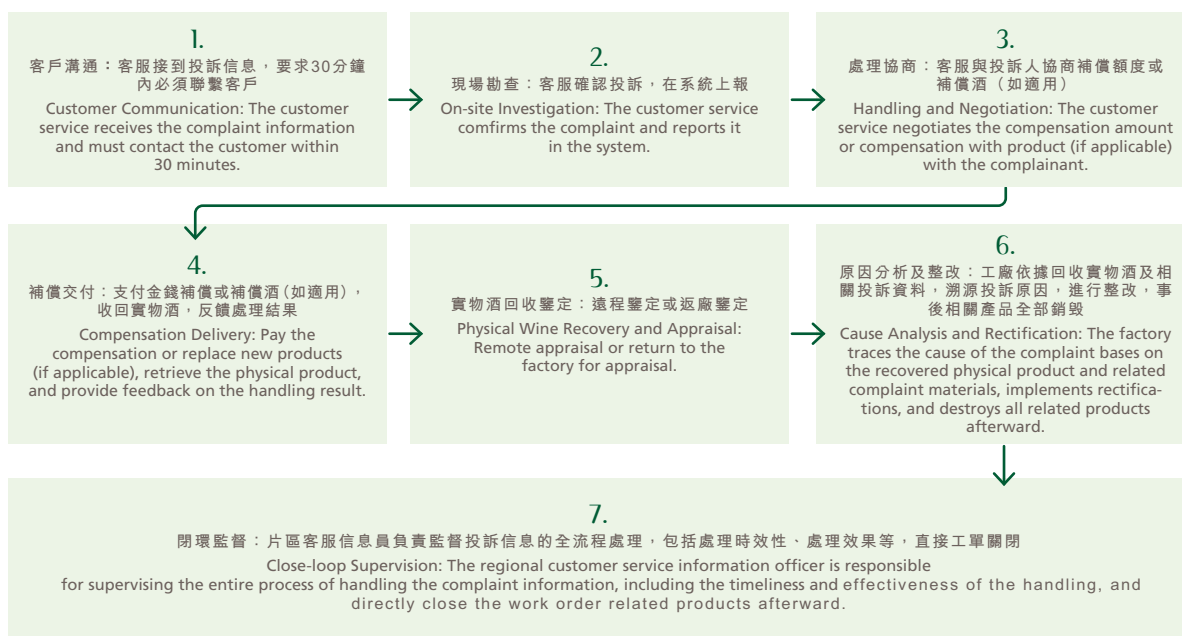 1.
客戶溝通：客服接到投訴信息，要求30分鐘
內必須聯繫客戶
Customer Communication: The customer
service receives the complaint information
and must contact the customer within
30 minutes.
2.
現場勘查：客服確認投訴，在系統上報
On-site Investigation: The customer service
comfirms the complaint and reports it
in the system.
3.
處理協商：客服與投訴人協商補償額度或
補償酒（如適用）
Handling and Negotiation: The customer
service negotiates the compensation amount
or compensation with product (if applicable)
with the complainant.
4.
補償交付：支付金錢補償或補償酒（如適用），
收回實物酒，反饋處理結果
Compensation Delivery: Pay the
compensation or replace new products
(if applicable), retrieve the physical product,
and provide feedback on the handling result.
5.
實物酒回收鑒定：遠程鑒定或返廠鑒定
Physical Wine Recovery and Appraisal:
Remote appraisal or return to the
factory for appraisal.
6.
原因分析及整改：工廠依據回收實物酒及相
關投訴資料，溯源投訴原因，進行整改，事
後相關產品全部銷毀
Cause Analysis and Rectification: The factory
traces the cause of the complaint bases on
the recovered physical product and related
complaint materials, implements rectifica-
tions, and destroys all related products
afterward.
7.
閉環監督：片區客服信息員負責監督投訴信息的全流程處理，包括處理時效性、處理效果等，直接工單關閉
Close-loop Supervision: The regional customer service information officer is responsible
for supervising the entire process of handling the complaint information, including the timeliness and effectiveness of the handling, and
directly close the work order related products afterward.